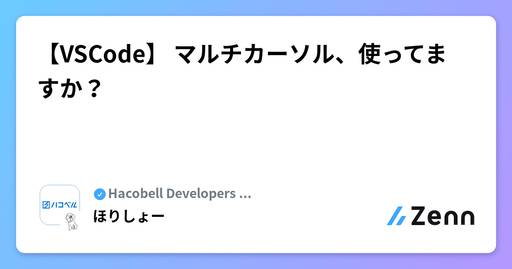 【VSCode】 マルチカーソル、使ってま
すか？
ハコベル
Hacobell Developers ...
ほりしょー
Zenn